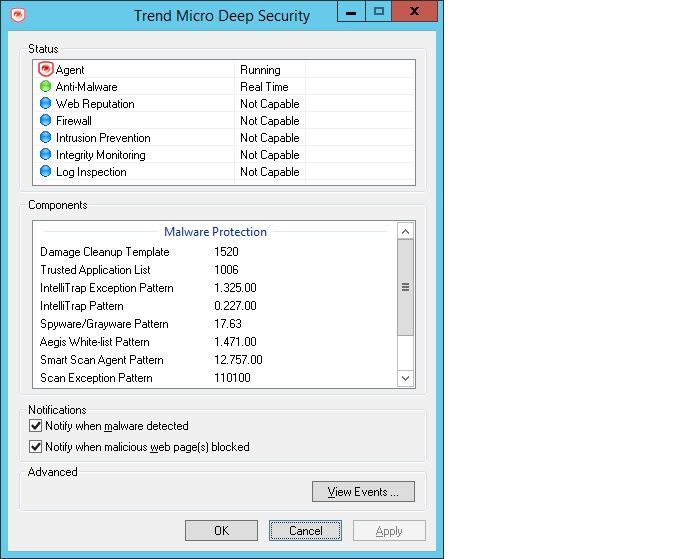 Trend Micro Deep Security
Status
Agent Running
Anti-Malware Real Time
Web Reputation Not Capable
Firewall Not Capable
Intrusion Prevention Not Capable
Integrity Monitoring Not Capable
Log Inspection Not Capable
Components
Malware Protection
Damage Cleanup Template 1520
Trusted Application List 1006
IntelliTrap Exception Pattern 1.325.00
IntelliTrap Pattern 0.227.00
Spyware/Grayware Pattern 17.63
Aegis White-list Pattern 1.471.00
Smart Scan Agent Pattern 12.757.00
Scan Exception Pattern 110100
Notifications
Notify when malware detected
Notify when malicious web page(s) blocked
Advanced
View Events ...
OK Cancel Apply